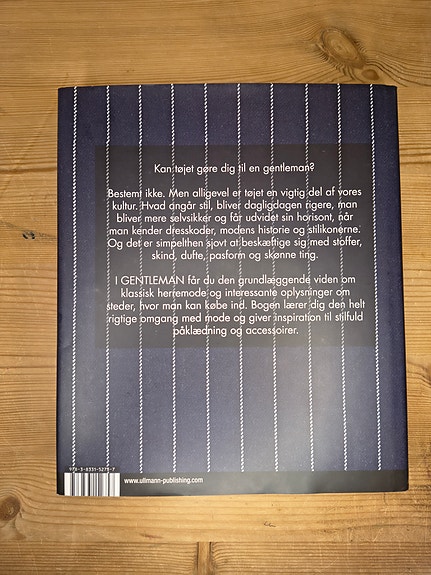 Kan tøjet gøre dig til en gentleman?
Bestemt ikke. Men alligevel er tøjet en vigtig del af vores
kultur. Hvad angår stil, bliver dagligdagen rigere, man
bliver mere selvsikker og får udvidet sin horisont, når
man kender dresskoder, modens historie og stilikonerne.
Og det er simpelthen sjovt at beskæftige sig med stoffer,
skind, dufte, pasform og skønne ting.
I GENTLEMAN får du den grundlæggende viden om
klassisk herremode og interessante oplysninger om
steder, hvor man kan købe ind. Bogen lærer dig den helt
rigtige omgang med mode og giver inspiration til stilfuld
påklædning og accessoirer.
978-3-8331-5271-7
www.ullmann-publishing.com